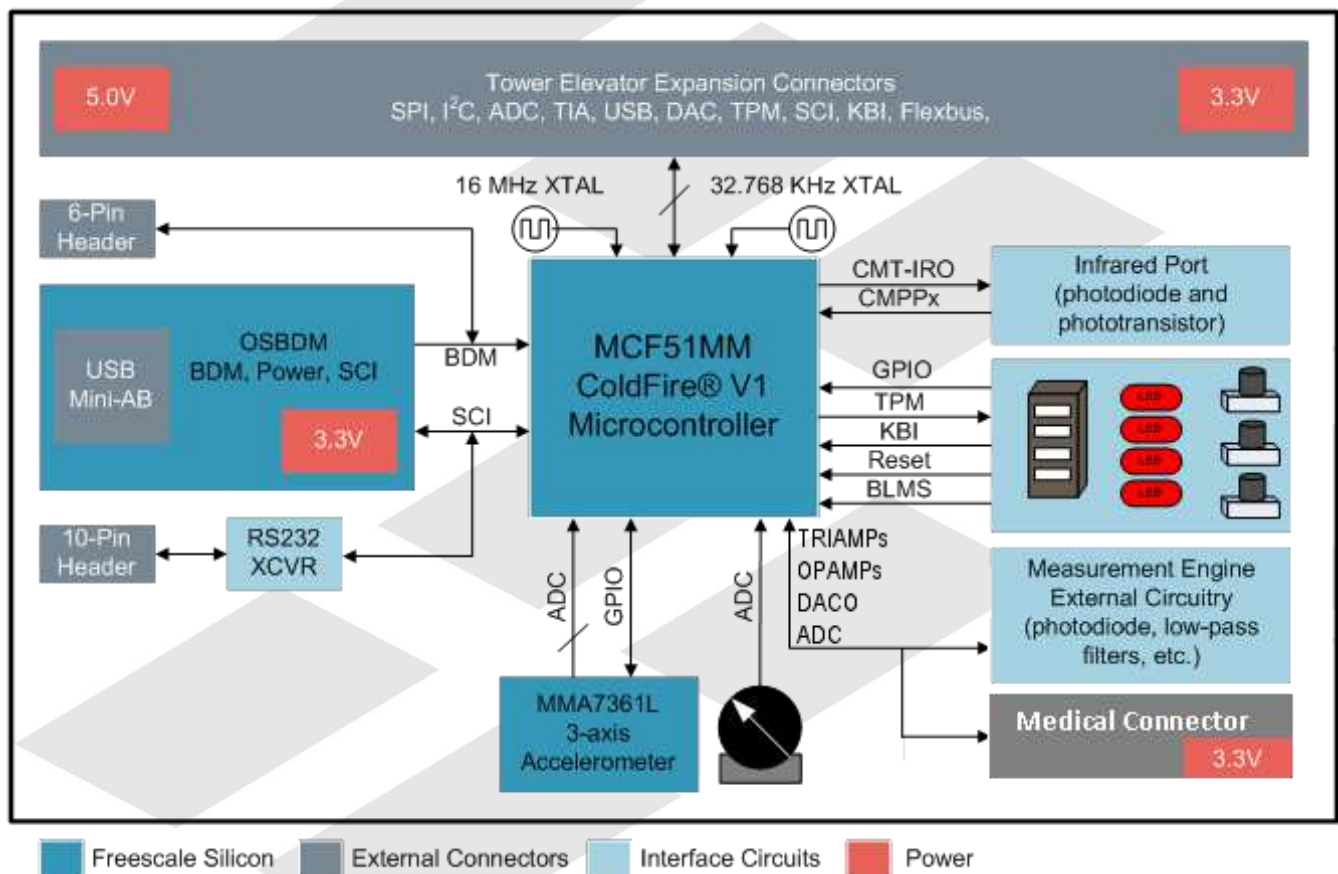 5.0V
Tower Elevator Expansion Connectors
SPI, I²C, ADC, TIA, USB, DAC, TPM, SCI, KBI, Flexbus,
3.3V
16 MHz XTAL
32.768 KHz XTAL
6-Pin
Header
USB
Mini-AB
OSBDM
BDM, Power, SCI
3.3V
BDM
SCI
10-Pin
Header
RS232
XCVR
MCF51MM
ColdFire® V1
Microcontroller
CMT-IRO
CMPPx
GPIO
TPM
KBI
Reset
BLMS
Infrared Port
(photodiode and
phototransistor)
LED
LED
LED
LED
ADC
GPIO
ADC
TRIAMPs
OPAMPs
DACO
ADC
Measurement Engine
External Circuitry
(photodiode, low-pass
filters, etc.)
MMA7361L
3-axis
Accelerometer
Medical Connector
3.3V
Freescale Silicon
External Connectors
Interface Circuits
Power